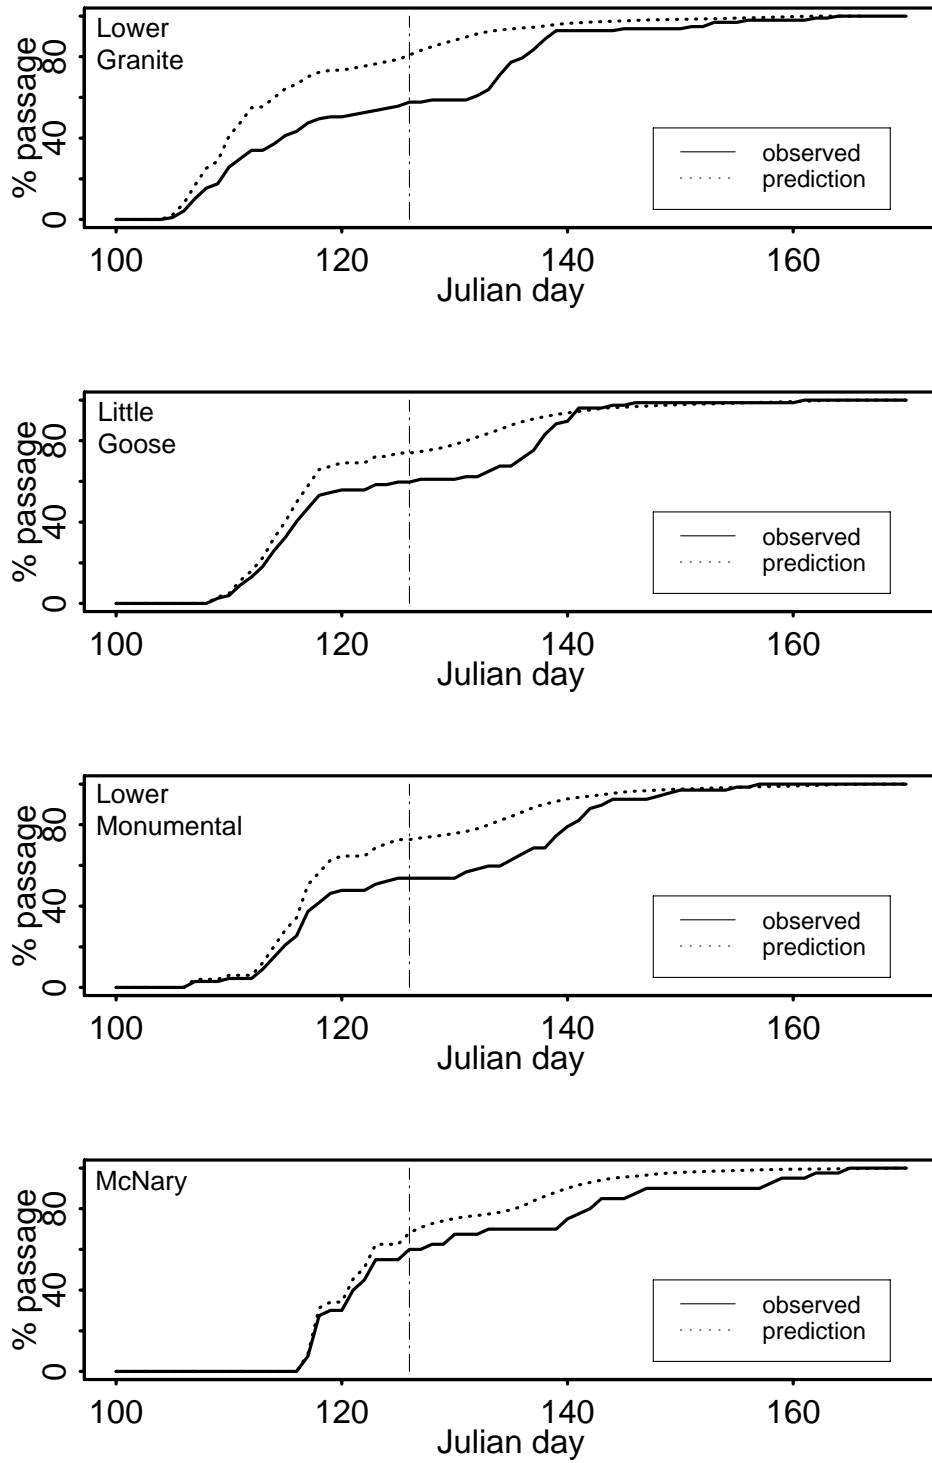 Lower
Granite
% passage
0 40 80
observed
prediction
100 120 140 160
Julian day
Little
Goose
% passage
0 40 80
observed
prediction
100 120 140 160
Julian day
Lower
Monumental
% passage
0 40 80
observed
prediction
100 120 140 160
Julian day
McNary
% passage
0 40 80
observed
prediction
100 120 140 160
Julian day